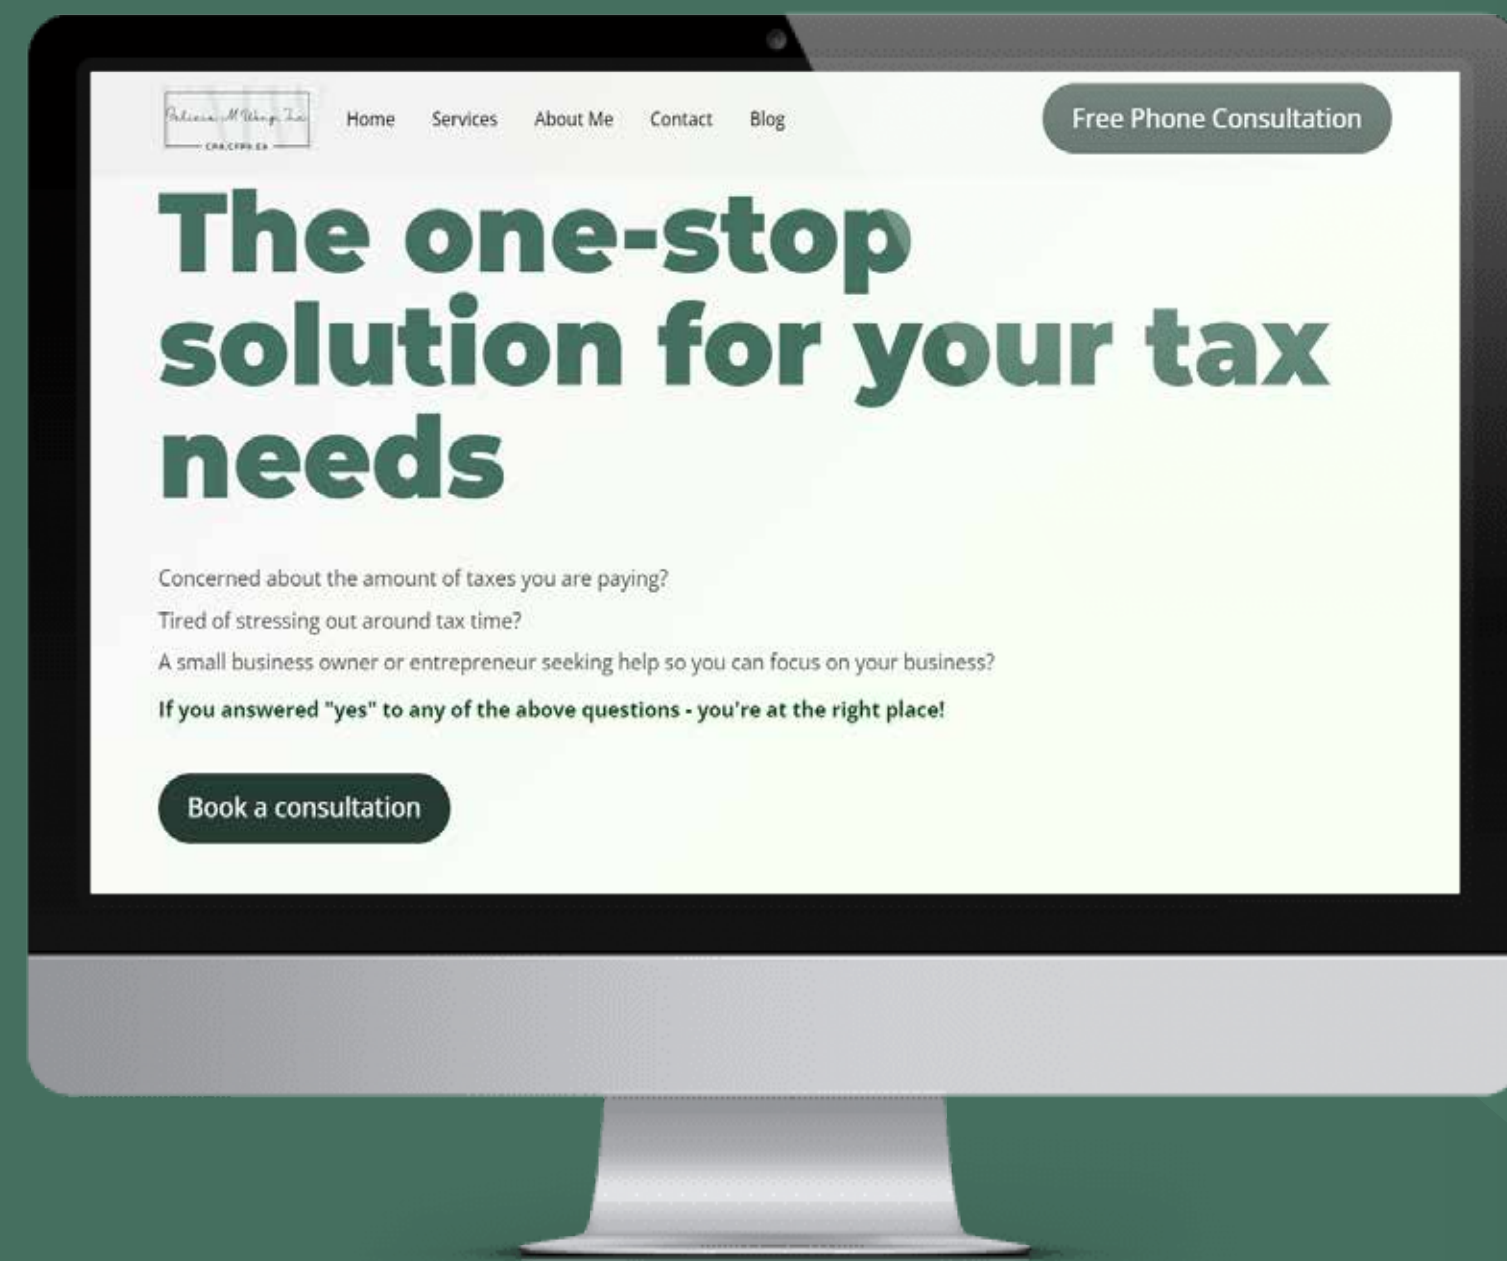 Home Services About Me Contact Blog
Free Phone Consultation
The one-stop
solution for your tax
needs
Concerned about the amount of taxes you are paying?
Tired of stressing out around tax time?
A small business owner or entrepreneur seeking help so you can focus on your business?
If you answered "yes" to any of the above questions - you're at the right place!
Book a consultation